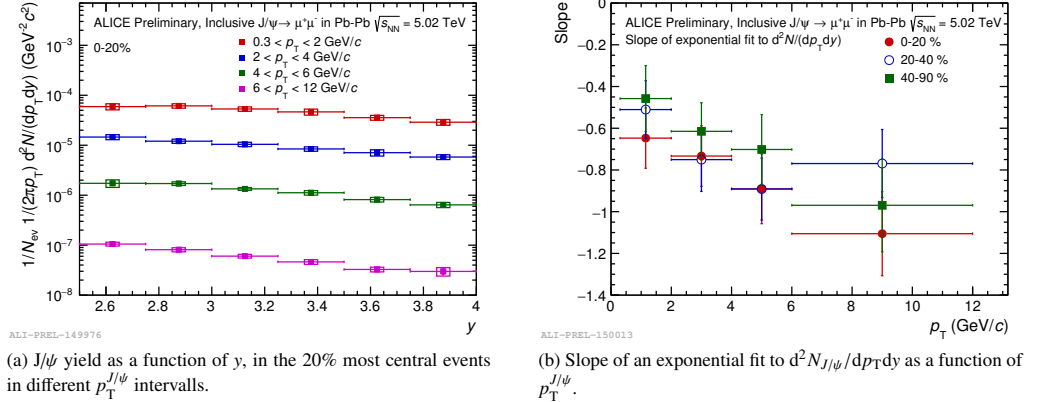 ALICE Preliminary, Inclusive J/ψ→ μ⁺μ⁻ in Pb-Pb √s_NN = 5.02 TeV
0-20%
0.3 < p_T < 2 GeV/c
2 < p_T < 4 GeV/c
4 < p_T < 6 GeV/c
6 < p_T < 12 GeV/c
1/N_ev 1/(2πp_T) d²N/(dp_T dy) (GeV⁻² c²)
10⁻³
10⁻⁴
10⁻⁵
10⁻⁶
10⁻⁷
10⁻⁸
2.6 2.8 3 3.2 3.4 3.6 3.8 4
y
ALI-PREL-149976
(a) J/ψ yield as a function of y, in the 20% most central events
in different p_T^{J/ψ} intervalls.
ALICE Preliminary, Inclusive J/ψ → μ⁺μ⁻ in Pb-Pb √s_NN = 5.02 TeV
Slope of exponential fit to d²N/(dp_T dy)
0-20 %
20-40 %
40-90 %
Slope
0
−0.2
−0.4
−0.6
−0.8
−1
−1.2
−1.4
0 2 4 6 8 10 12
p_T (GeV/c)
ALI-PREL-150013
(b) Slope of an exponential fit to d²N_{J/ψ}/dp_T dy as a function of
p_T^{J/ψ}.